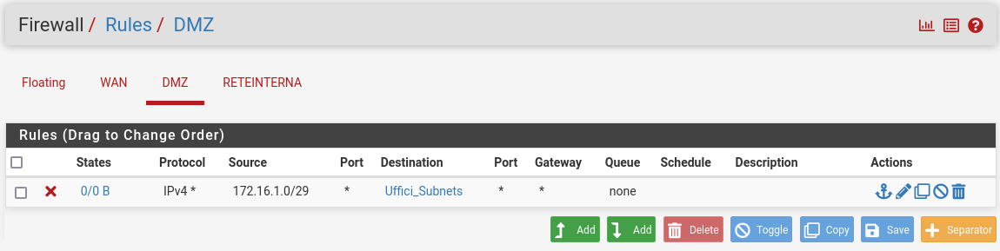 Firewall / Rules / DMZ
Floating WAN DMZ RETEINTERNA
Rules (Drag to Change Order)
States Protocol Source Port Destination Port Gateway Queue Schedule Description Actions
0/0 B IPv4 * 172.16.1.0/29 * Uffici_Subnets * * none
Add Add Delete Toggle Copy Save Separator